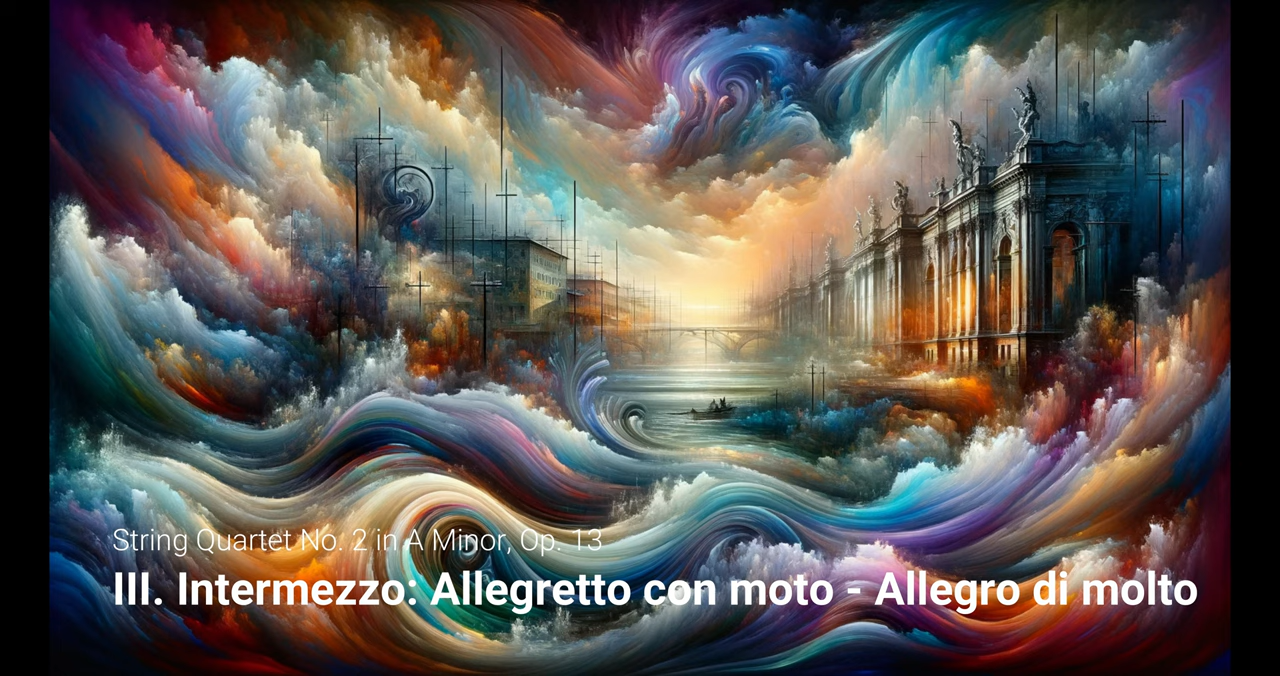 String Quartet No. 2 in A Minor, Op. 13
III. Intermezzo: Allegretto con moto - Allegro di molto